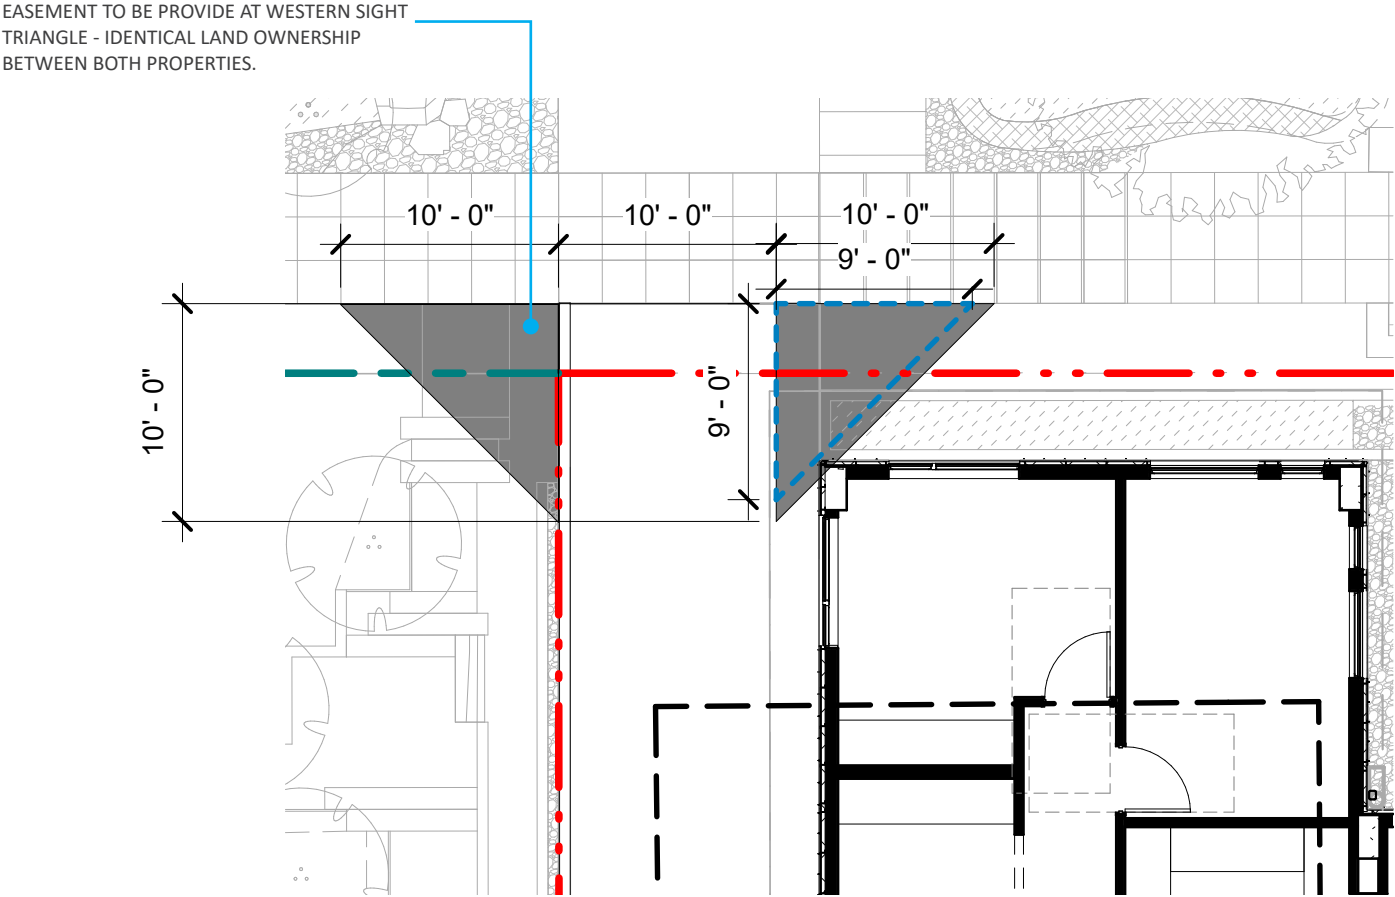 EASEMENT TO BE PROVIDE AT WESTERN SIGHT
TRIANGLE - IDENTICAL LAND OWNERSHIP
BETWEEN BOTH PROPERTIES.
10' - 0"
10' - 0"
10' - 0"
9' - 0"
10' - 0"
9' - 0"